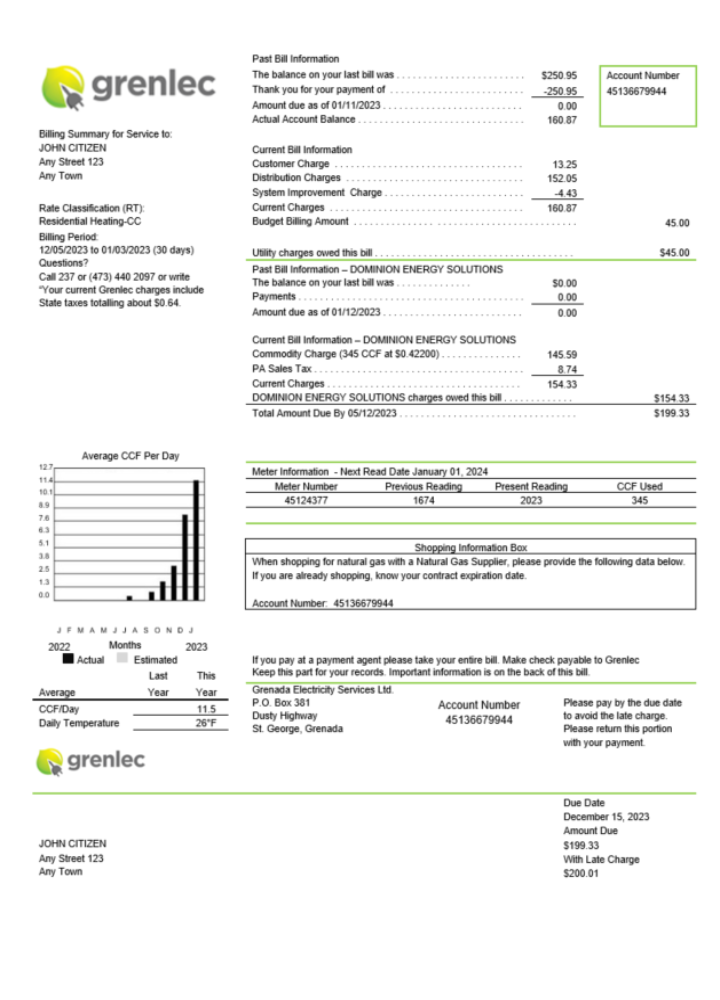 grenlec
Billing Summary for Service to:
JOHN CITIZEN
Any Street 123
Any Town
Rate Classification (RT):
Residential Heating-CC
Billing Period:
12/05/2023 to 01/03/2023 (30 days)
Questions?
Call 237 or (473) 440 2097 or write
"Your current Grenlec charges include
State taxes totalling about $0.64.
Past Bill Information
The balance on your last bill was . . . . . . . . . . . . . . . . . . . . . . . $250.95
Thank you for your payment of . . . . . . . . . . . . . . . . . . . . . . . . -250.95
Amount due as of 01/11/2023 . . . . . . . . . . . . . . . . . . . . . . . . . 0.00
Actual Account Balance . . . . . . . . . . . . . . . . . . . . . . . . . . . . . 160.87
Account Number
45136679944
Current Bill Information
Customer Charge . . . . . . . . . . . . . . . . . . . . . . . . . . . . . . . . . 13.25
Distribution Charges . . . . . . . . . . . . . . . . . . . . . . . . . . . . . . . 152.05
System Improvement Charge . . . . . . . . . . . . . . . . . . . . . . . . . -4.43
Current Charges . . . . . . . . . . . . . . . . . . . . . . . . . . . . . . . . . . 160.87
Budget Billing Amount . . . . . . . . . . . . . . . . . . . . . . . . . . . . . . . . . . . . . . 45.00
Utility charges owed this bill . . . . . . . . . . . . . . . . . . . . . . . . . . . . . . . . . . . $45.00
Past Bill Information – DOMINION ENERGY SOLUTIONS
The balance on your last bill was . . . . . . . . . . . . . $0.00
Payments . . . . . . . . . . . . . . . . . . . . . . . . . . . . . . . . . . . . . . . . 0.00
Amount due as of 01/12/2023 . . . . . . . . . . . . . . . . . . . . . . . . . 0.00
Current Bill Information – DOMINION ENERGY SOLUTIONS
Commodity Charge (345 CCF at $0.42200) . . . . . . . . . . . . . . 145.59
PA Sales Tax . . . . . . . . . . . . . . . . . . . . . . . . . . . . . . . . . . . . . 8.74
Current Charges . . . . . . . . . . . . . . . . . . . . . . . . . . . . . . . . . . 154.33
DOMINION ENERGY SOLUTIONS charges owed this bill . . . . . . . . . . . . $154.33
Total Amount Due By 05/12/2023 . . . . . . . . . . . . . . . . . . . . . . . . . . . . . . . $199.33
Average CCF Per Day
12.7
11.4
10.1
8.9
7.6
6.3
5.1
3.8
2.5
1.3
0.0
J F M A M J J A S O N D J
2022 Months 2023
Actual Estimated
Last This
Average Year Year
CCF/Day 11.5
Daily Temperature 26°F
Meter Information - Next Read Date January 01, 2024
Meter Number Previous Reading Present Reading CCF Used
45124377 1674 2023 345
Shopping Information Box
When shopping for natural gas with a Natural Gas Supplier, please provide the following data below.
If you are already shopping, know your contract expiration date.
Account Number: 45136679944
If you pay at a payment agent please take your entire bill. Make check payable to Grenlec
Keep this part for your records. Important information is on the back of this bill.
Grenada Electricity Services Ltd.
P.O. Box 381
Dusty Highway
St. George, Grenada
Account Number
45136679944
Please pay by the due date
to avoid the late charge.
Please return this portion
with your payment.
grenlec
Due Date
December 15, 2023
Amount Due
$199.33
With Late Charge
$200.01
JOHN CITIZEN
Any Street 123
Any Town